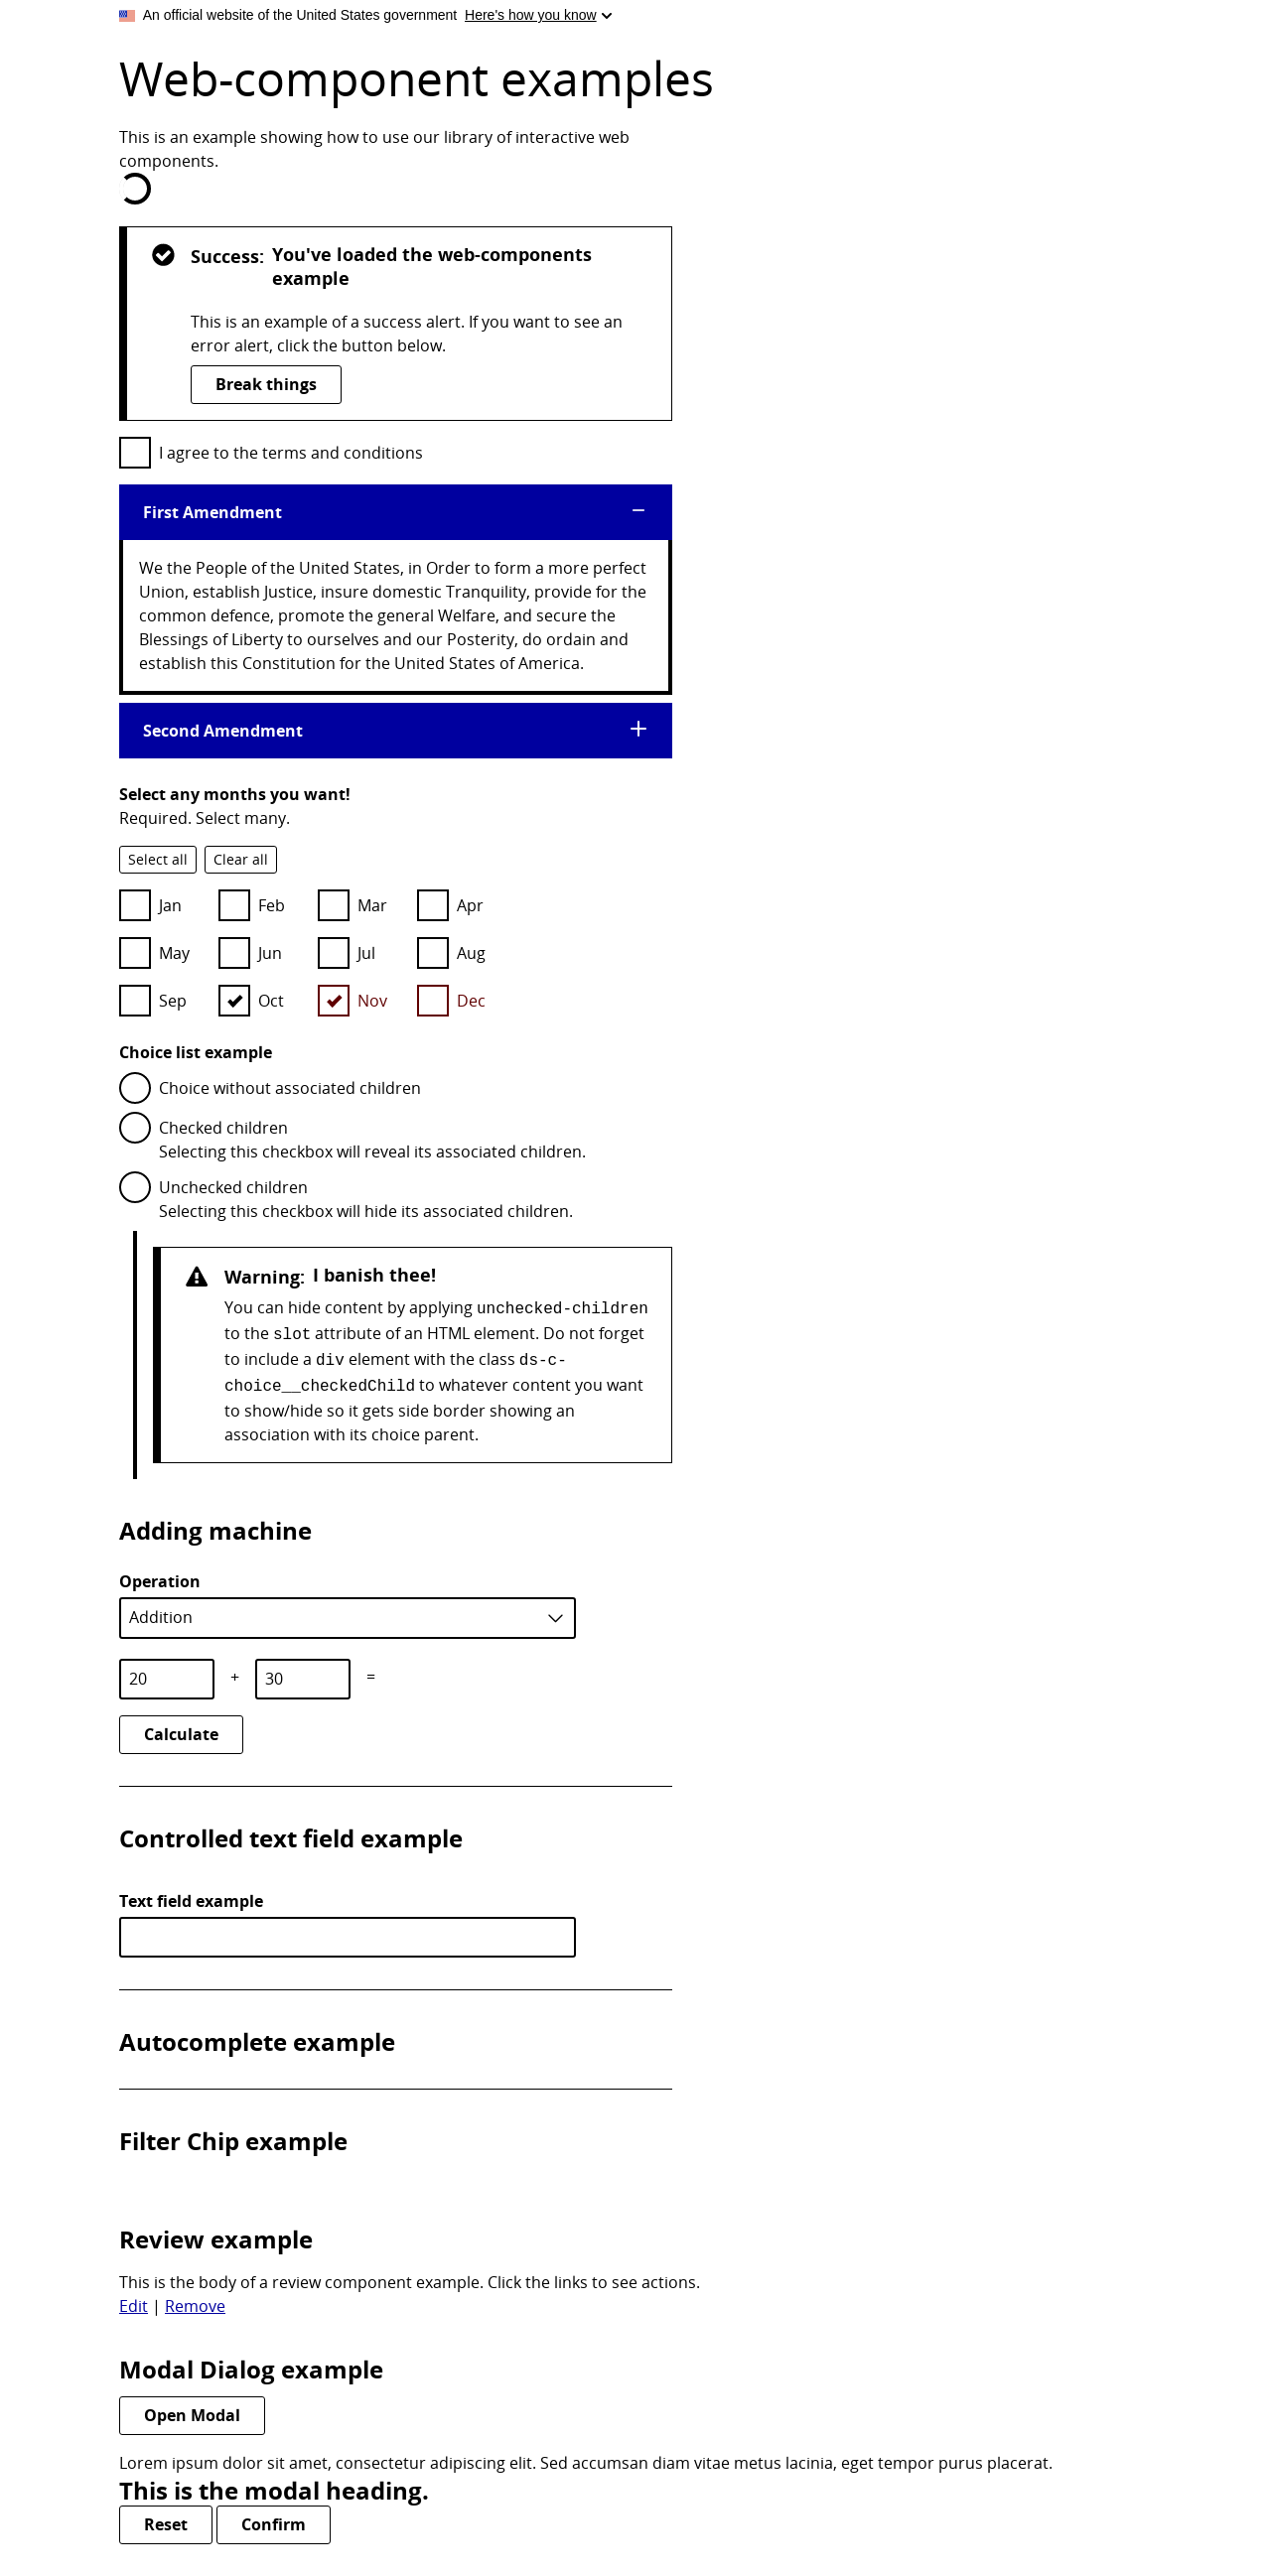 An official website of the United States government Here's how you know
Web-component examples
This is an example showing how to use our library of interactive web
components.
Success: You've loaded the web-components
example
This is an example of a success alert. If you want to see an
error alert, click the button below.
Break things
I agree to the terms and conditions
First Amendment
We the People of the United States, in Order to form a more perfect
Union, establish Justice, insure domestic Tranquility, provide for the
common defence, promote the general Welfare, and secure the
Blessings of Liberty to ourselves and our Posterity, do ordain and
establish this Constitution for the United States of America.
Second Amendment
Select any months you want!
Required. Select many.
Select all Clear all
Jan Feb Mar Apr
May Jun Jul Aug
Sep Oct Nov Dec
Choice list example
Choice without associated children
Checked children
Selecting this checkbox will reveal its associated children.
Unchecked children
Selecting this checkbox will hide its associated children.
Warning: I banish thee!
You can hide content by applying unchecked-children
to the slot attribute of an HTML element. Do not forget
to include a div element with the class ds-c-
choice__checkedChild to whatever content you want
to show/hide so it gets side border showing an
association with its choice parent.
Adding machine
Operation
Addition
20 + 30 =
Calculate
Controlled text field example
Text field example
Autocomplete example
Filter Chip example
Review example
This is the body of a review component example. Click the links to see actions.
Edit | Remove
Modal Dialog example
Open Modal
Lorem ipsum dolor sit amet, consectetur adipiscing elit. Sed accumsan diam vitae metus lacinia, eget tempor purus placerat.
This is the modal heading.
Reset Confirm